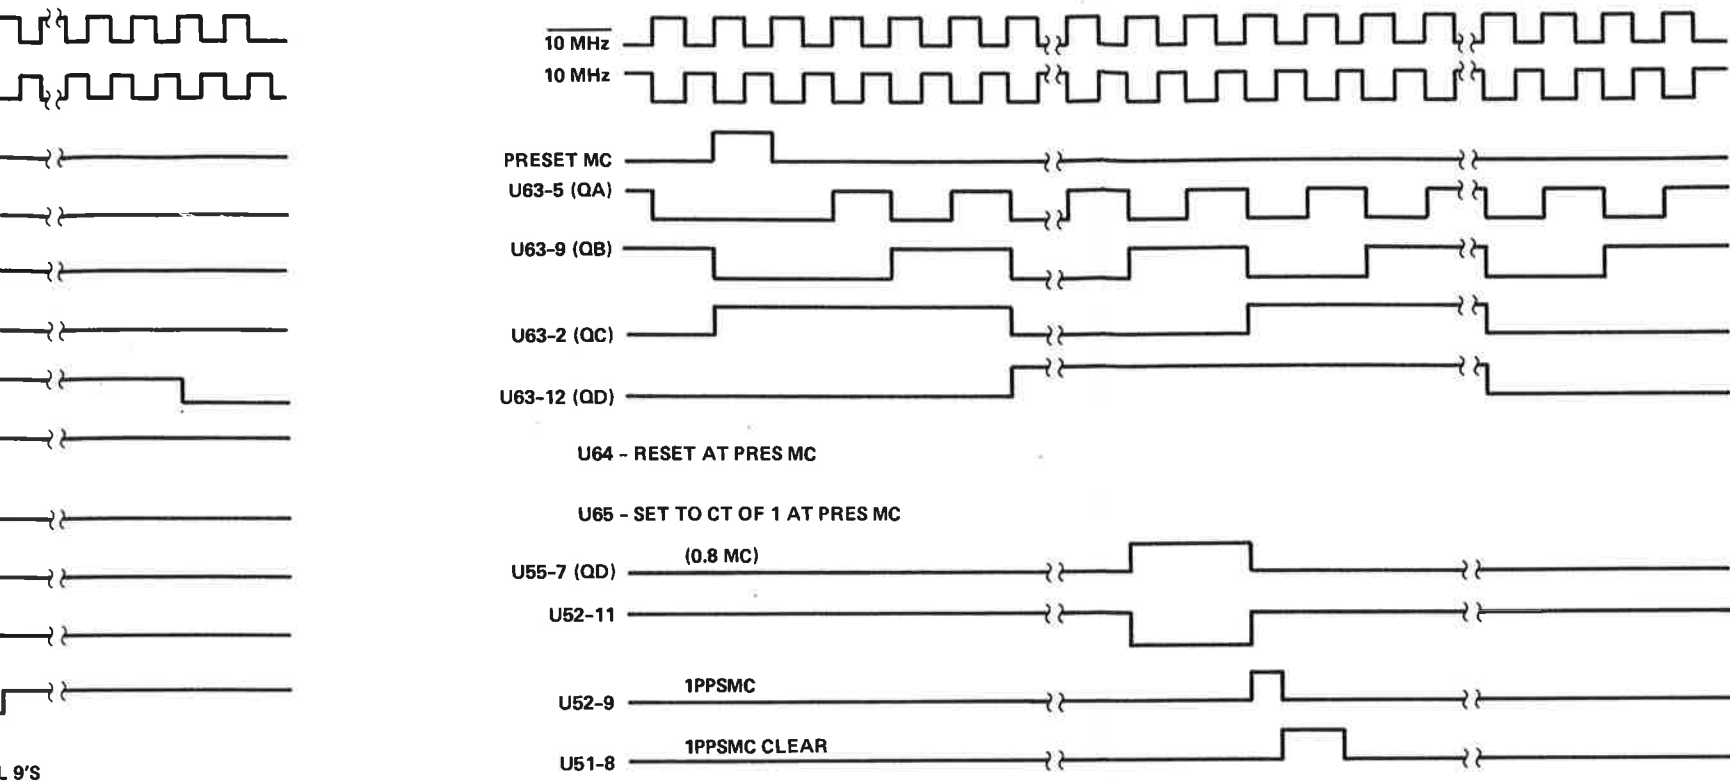 10 MHz
10 MHz
PRESET MC
U63-5 (QA)
U63-9 (QB)
U63-2 (QC)
U63-12 (QD)
U64 - RESET AT PRES MC
U65 - SET TO CT OF 1 AT PRES MC
(0.8 MC)
U55-7 (QD)
U52-11
1PPSMC
U52-9
1PPSMC CLEAR
U51-8
L 9'S